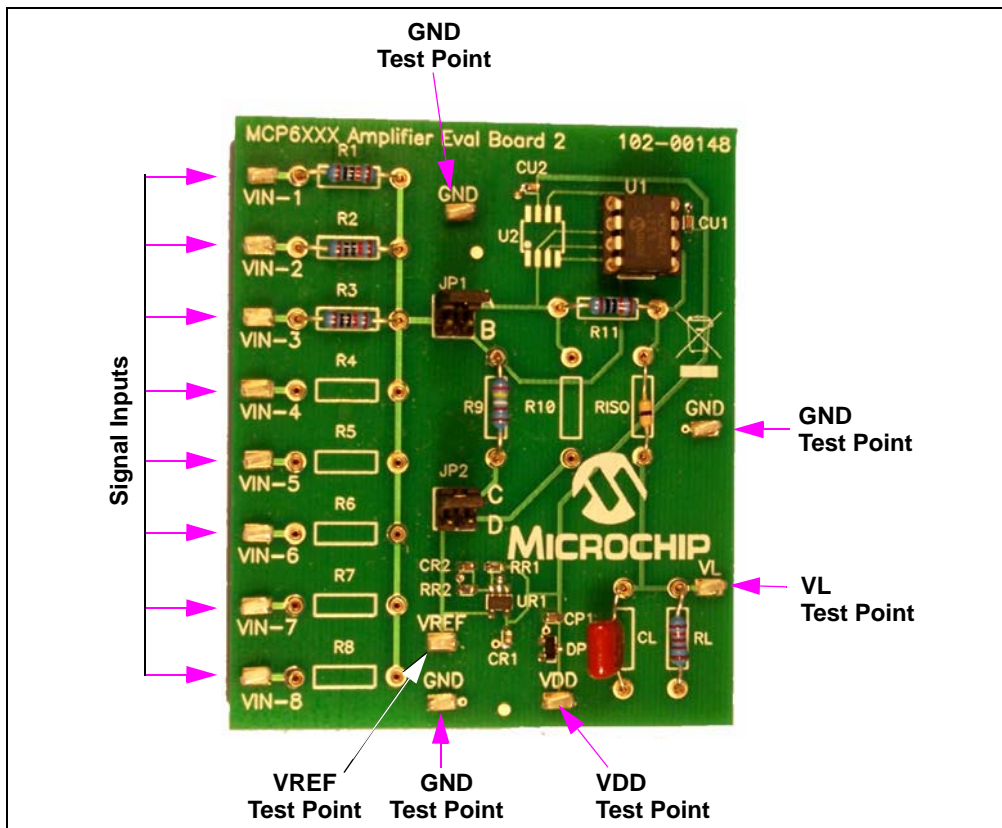 GND
Test Point
MCP6XXX Amplifier Eval Board 2 102-00148
R1
VIN-1
R2
VIN-2
R3
VIN-3
R4
VIN-4
R5
VIN-5
R6
VIN-6
R7
VIN-7
R8
VIN-8
Signal Inputs
GND
CU2
U1
CU1
U2
JP1
B
R11
R9
R10
RISO
GND
GND
Test Point
JP2
C
D
MICROCHIP
CR2
RR1
RR2
UR1
VREF
CR1
CP1
DP
CL
RL
VL
VL
Test Point
GND
VDD
VREF
Test Point
GND
Test Point
VDD
Test Point